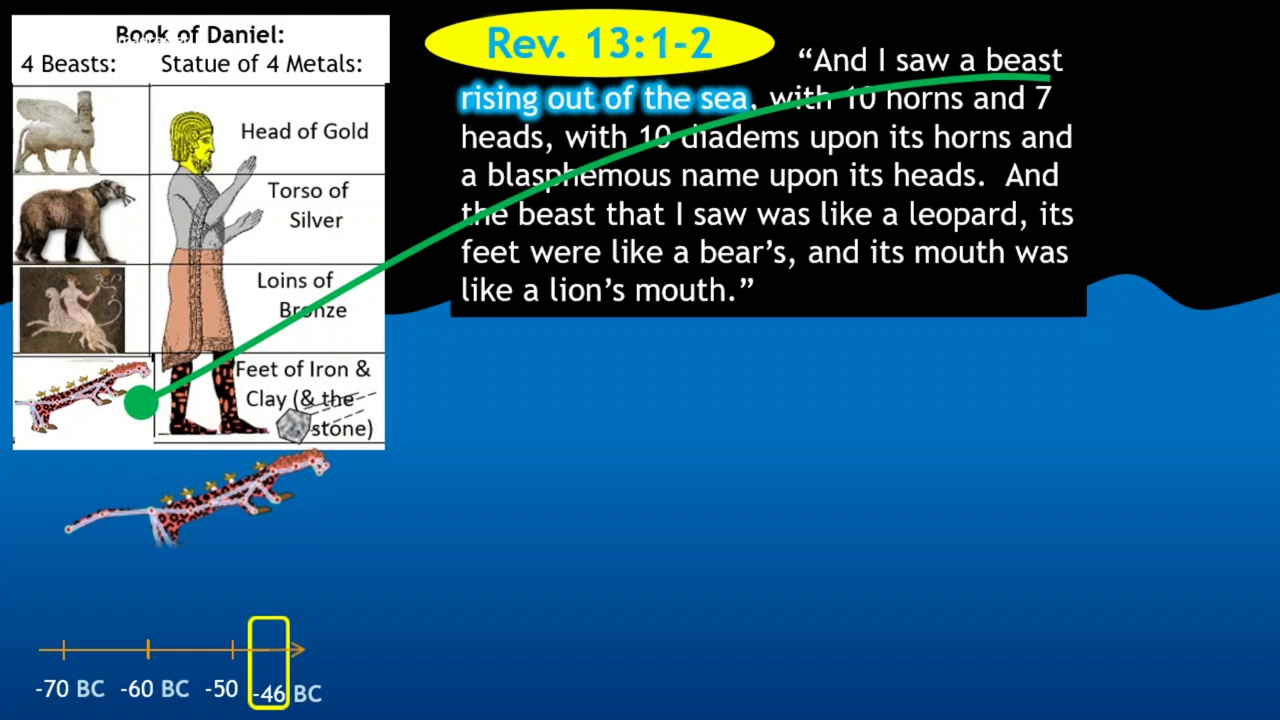 Book of Daniel:
4 Beasts: Statue of 4 Metals:
Head of Gold
Torso of
Silver
Loins of
Bronze
Feet of Iron &
Clay (& the
stone)
Rev. 13:1-2
“And I saw a beast
rising out of the sea, with 10 horns and 7
heads, with 10 diadems upon its horns and
a blasphemous name upon its heads. And
the beast that I saw was like a leopard, its
feet were like a bear’s, and its mouth was
like a lion’s mouth.”
-70 BC -60 BC -50 -46 BC